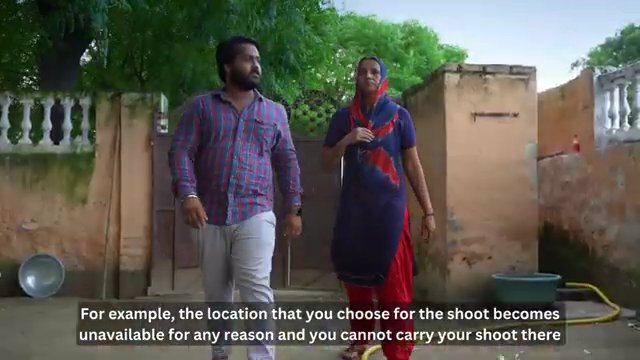 For example, the location that you choose for the shoot becomes
unavailable for any reason and you cannot carry your shoot there